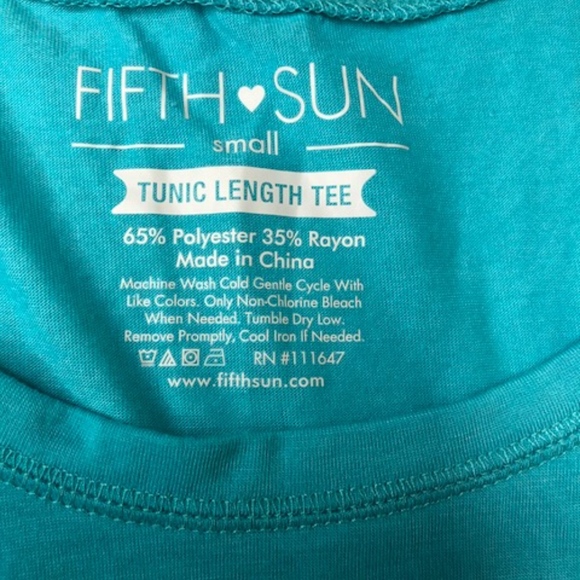 FIFTH♥SUN
small
TUNIC LENGTH TEE
65% Polyester 35% Rayon
Made in China
Machine Wash Cold Gentle Cycle With
Like Colors. Only Non-Chlorine Bleach
When Needed. Tumble Dry Low.
Remove Promptly, Cool Iron If Needed.
RN #111647
www.fifthsun.com